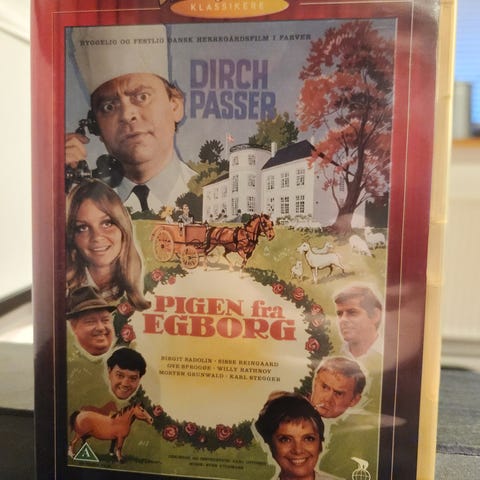 KLASSIKERE
HYGGELIG OG FESTLIG DANSK HERREGÅRDSFILM I FARVER
DIRCH
PASSER
PIGEN fra
EGBORG
BIRGIT SADOLIN · SISSE REINGAARD
OVE SPROGØE · WILLY RATHNOV
MORTEN GRUNWALD · KARL STEGGER
A